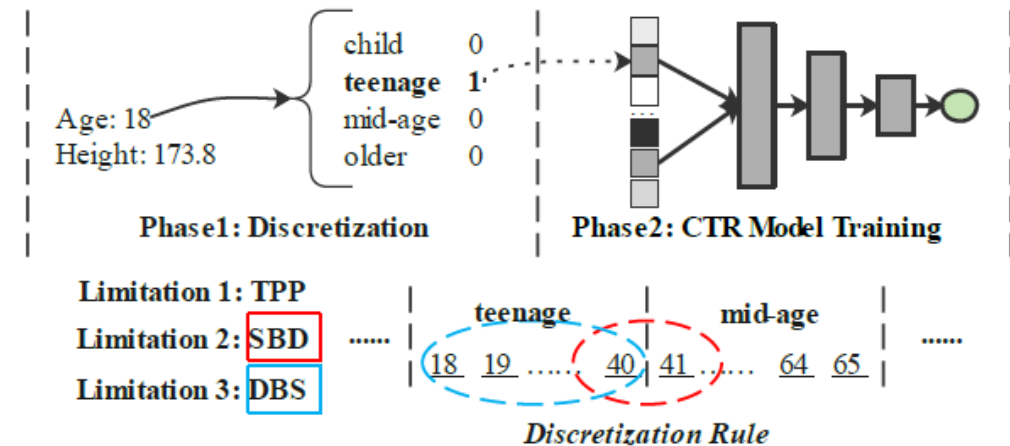 child 0
teenage 1
Age: 18
mid-age 0
Height: 173.8
older 0
....
Phase1: Discretization
Phase2: CTR Model Training
Limitation 1: TPP
Limitation 2: SBD
Limitation 3: DBS
......
teenage
mid-age
18 19 ...... 40 41 ...... 64 65
......
Discretization Rule